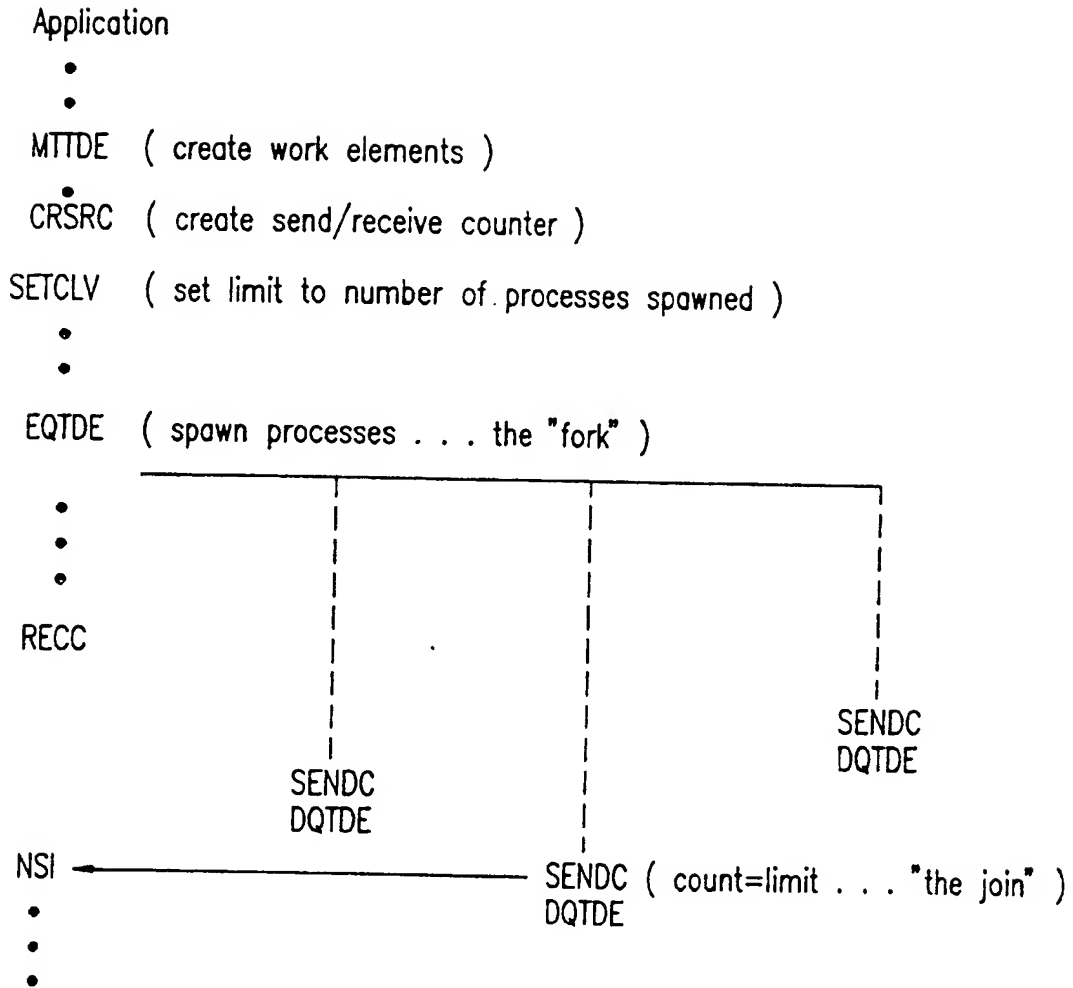 Application
MTTDE ( create work elements )
CRSRC ( create send/receive counter )
SETCLV ( set limit to number of processes spawned )
EQTDE ( spawn processes . . . the "fork" )
RECC
SENDC
DQTDE
SENDC
DQTDE
NSI
SENDC ( count=limit . . . "the join" )
DQTDE